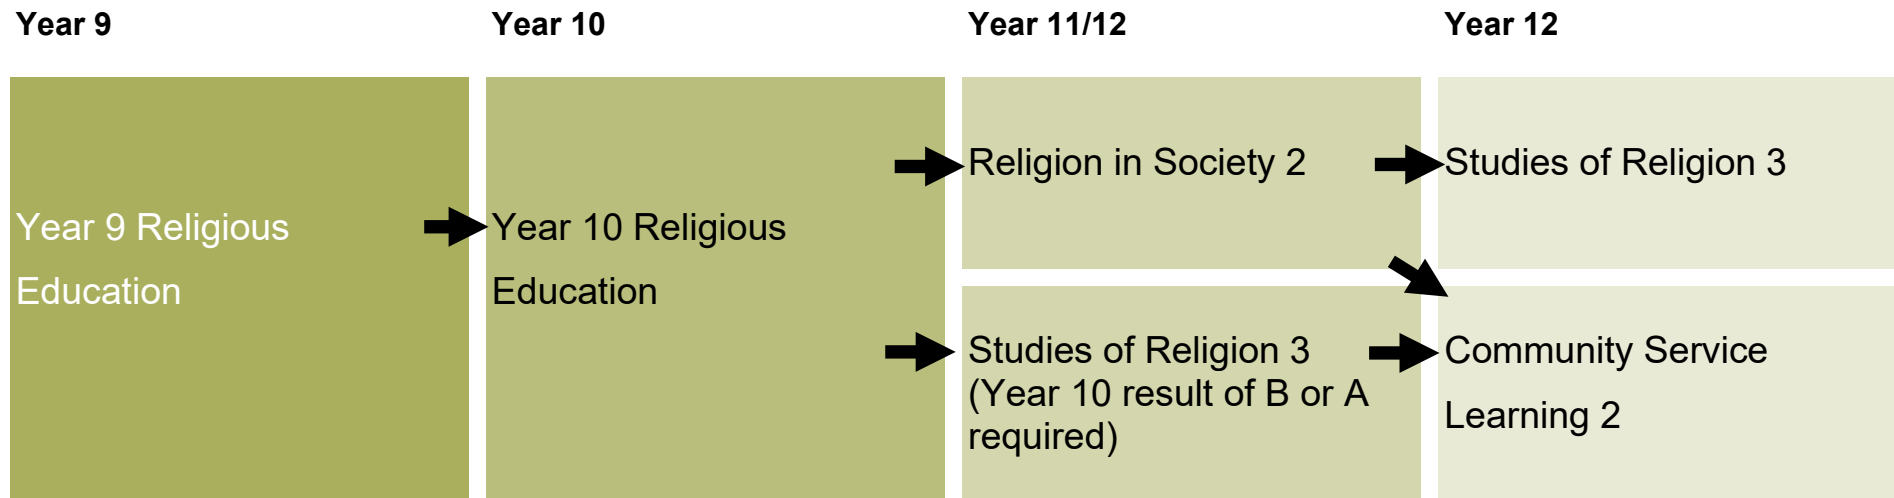 Year 9
Year 10
Year 11/12
Year 12
Year 9 Religious
Education
Year 10 Religious
Education
Religion in Society 2
Studies of Religion 3
(Year 10 result of B or A
required)
Studies of Religion 3
Community Service
Learning 2